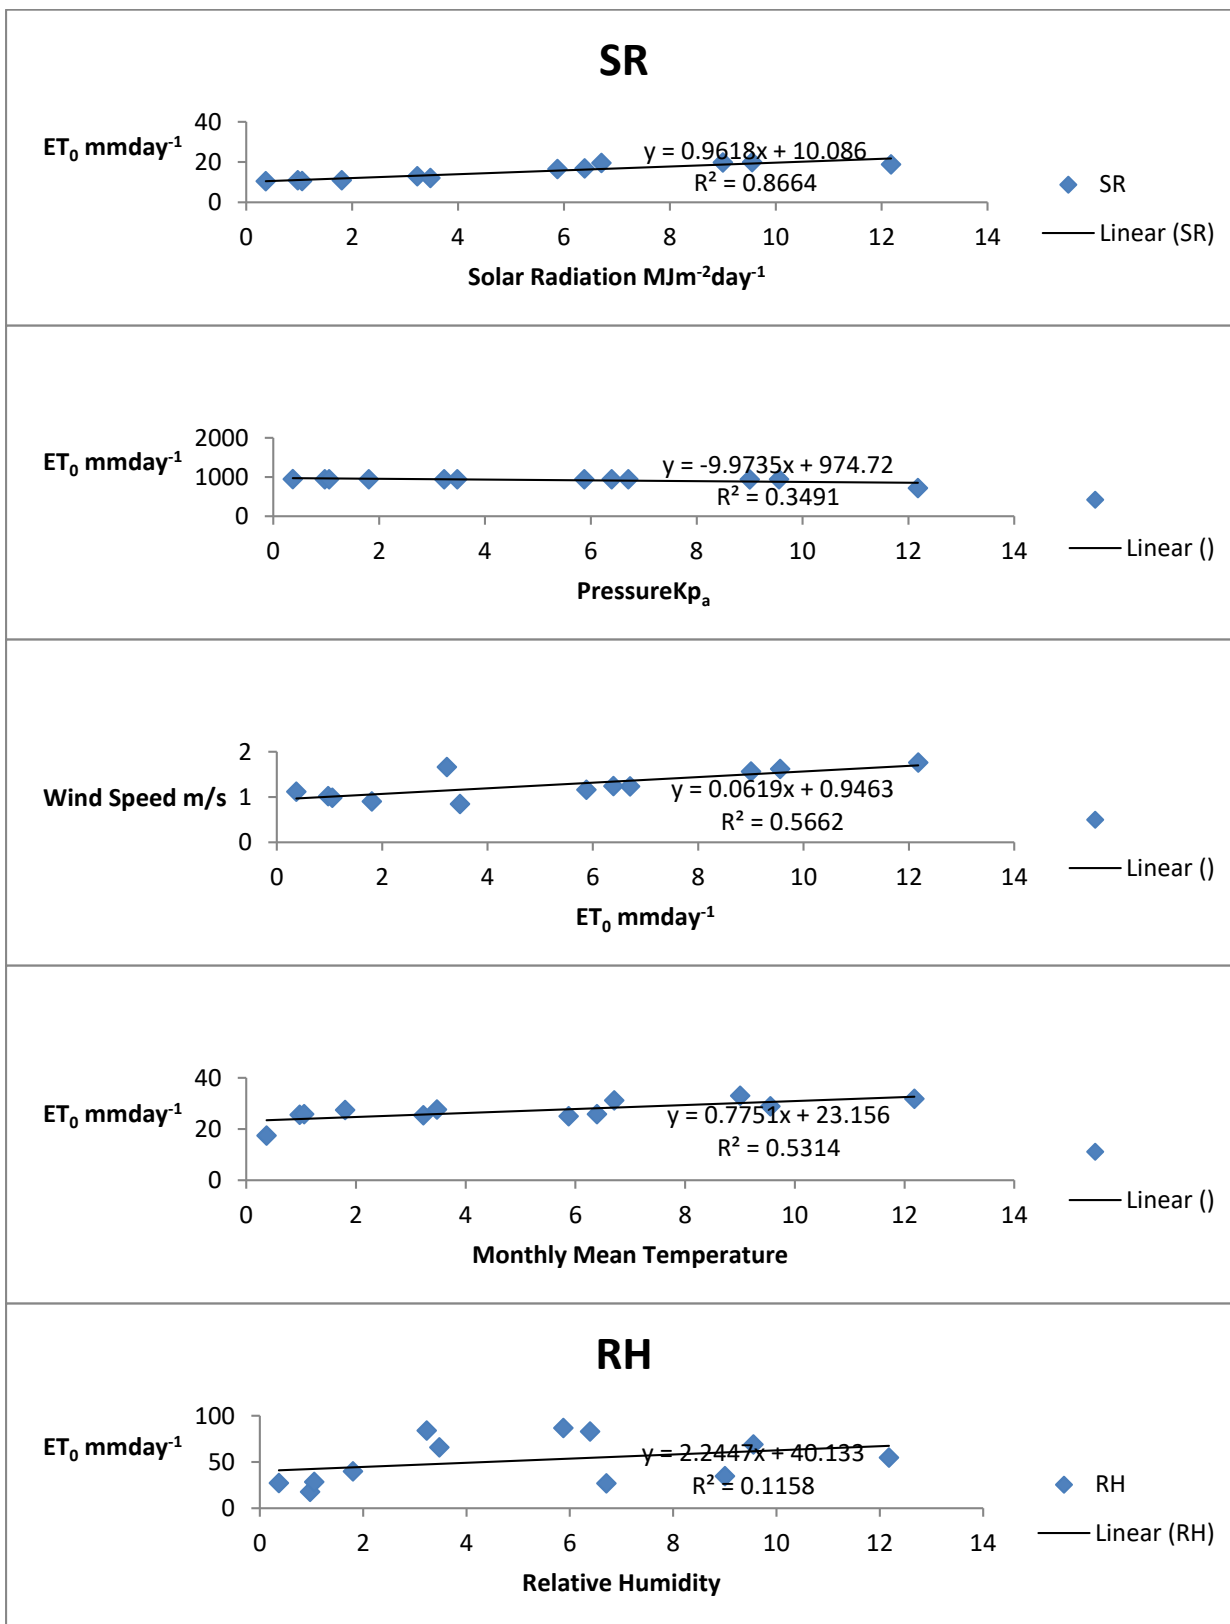 SR
40
ET₀ mmday⁻¹
20
0
y = 0.9618x + 10.086
R² = 0.8664
SR
Linear (SR)
0 2 4 6 8 10 12 14
Solar Radiation MJm⁻²day⁻¹
2000
ET₀ mmday⁻¹
1000
0
y = -9.9735x + 974.72
R² = 0.3491
Linear ()
0 2 4 6 8 10 12 14
PressureKpₐ
2
Wind Speed m/s
1
0
y = 0.0619x + 0.9463
R² = 0.5662
Linear ()
0 2 4 6 8 10 12 14
ET₀ mmday⁻¹
40
ET₀ mmday⁻¹
20
0
y = 0.7751x + 23.156
R² = 0.5314
Linear ()
0 2 4 6 8 10 12 14
Monthly Mean Temperature
RH
100
ET₀ mmday⁻¹
50
0
y = 2.2447x + 40.133
R² = 0.1158
RH
Linear (RH)
0 2 4 6 8 10 12 14
Relative Humidity